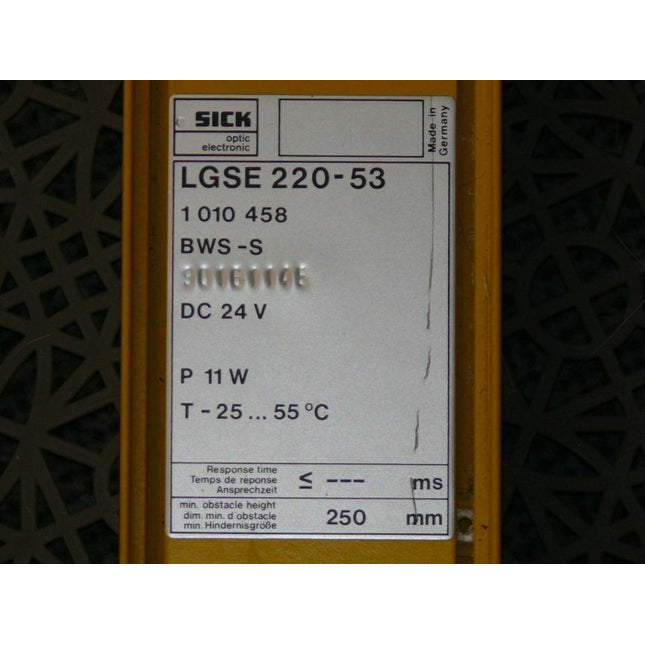 SICK
optic
electronic
Made in
Germany
LGSE 220-53
1 010 458
BWS-S
DC 24 V
P 11 W
T -25 ... 55 °C
Response time
Temps de réponse
Ansprechzeit
≤ --- ms
min. obstacle height
dim. min. d'obstacle
min. Hindernisgröße
250 mm